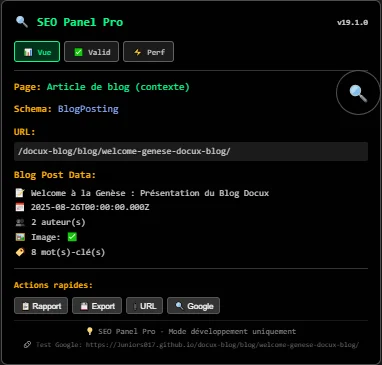 SEO Panel Pro
v19.1.0
Vue Valid Perf
Page: Article de blog (contexte)
Schema: BlogPosting
URL:
/docux-blog/blog/welcome-genese-docux-blog/
Blog Post Data:
Welcome à la Genèse : Présentation du Blog Docux
2025-08-26T00:00:00.000Z
2 auteur(s)
Image: ✅
8 mot(s)-clé(s)
Actions rapides:
Rapport Export URL Google
SEO Panel Pro · Mode développement uniquement
Test Google: https://Juniors017.github.io/docux-blog/blog/welcome-genese-docux-blog/